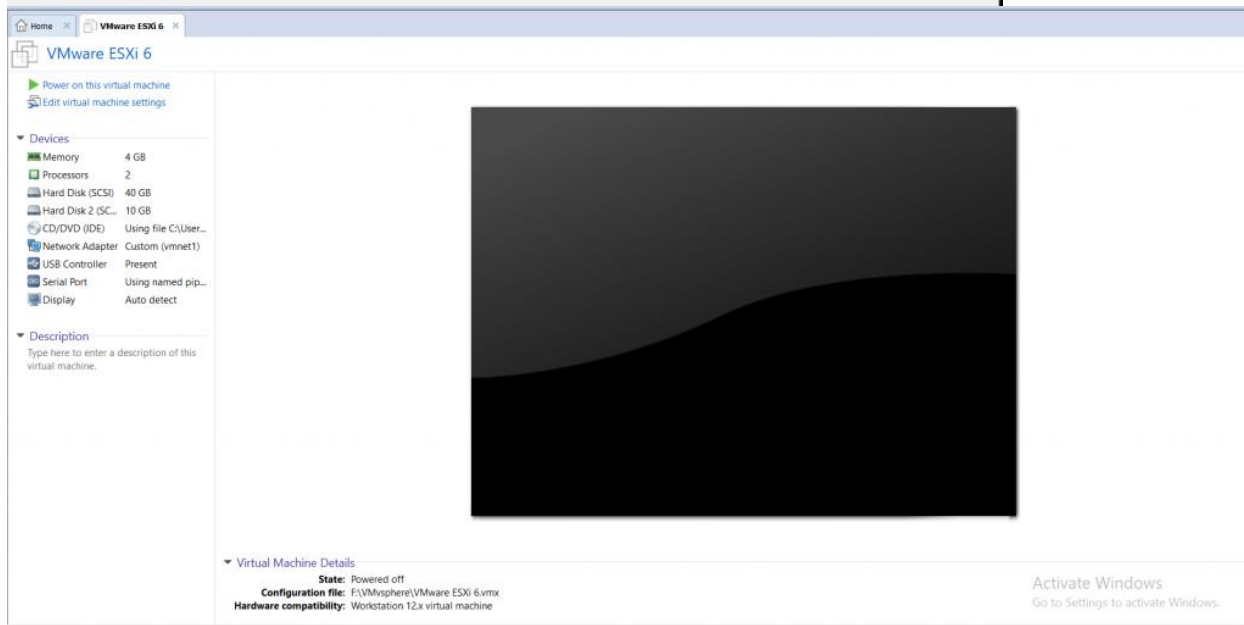 Home
VMware ESXi 6
VMware ESXi 6
Power on this virtual machine
Edit virtual machine settings
Devices
Memory 4 GB
Processors 2
Hard Disk (SCSI) 40 GB
Hard Disk 2 (SC... 10 GB
CD/DVD (IDE) Using file C:\User...
Network Adapter Custom (vmnet1)
USB Controller Present
Serial Port Using named pip...
Display Auto detect
Description
Type here to enter a description of this
virtual machine.
Virtual Machine Details
State: Powered off
Configuration file: F:\VMvsphere\VMware ESXi 6.vmx
Hardware compatibility: Workstation 12.x virtual machine
Activate Windows
Go to Settings to activate Windows.